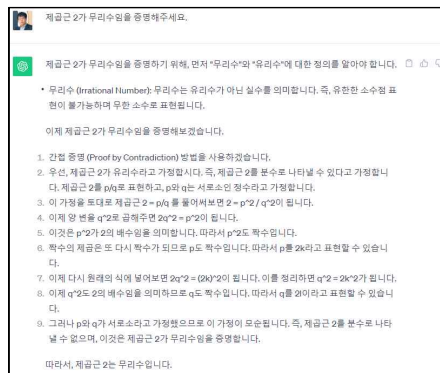 제곱근 2가 무리수임을 증명해주세요.
제곱근 2가 무리수임을 증명하기 위해, 먼저 "무리수"와 "유리수"에 대한 정의를 알아야 합니다.
• 무리수 (Irrational Number): 무리수는 유리수가 아닌 실수를 의미합니다. 즉, 유한한 소수점 표
현이 불가능하며 무한 소수로 표현됩니다.
이제 제곱근 2가 무리수임을 증명해보겠습니다.
1. 간접 증명 (Proof by Contradiction) 방법을 사용하겠습니다.
2. 우선, 제곱근 2가 유리수라고 가정합시다. 즉, 제곱근 2를 분수로 나타낼 수 있다고 가정합니
다. 제곱근 2를 p/q로 표현하고, p와 q는 서로소인 정수라고 가정합니다.
3. 이 가정을 토대로 제곱근 2 = p/q 를 풀어써보면 2 = p^2 / q^2이 됩니다.
4. 이제 양 변을 q^2로 곱해주면 2q^2 = p^2이 됩니다.
5. 이것은 p^2가 2의 배수임을 의미합니다. 따라서 p^2도 짝수입니다.
6. 짝수의 제곱은 또 다시 짝수가 되므로 p도 짝수입니다. 따라서 p를 2k라고 표현할 수 있습니
다.
7. 이제 다시 원래의 식에 넣어보면 2q^2 = (2k)^2이 됩니다. 이를 정리하면 q^2 = 2k^2가 됩니다.
8. 이제 q^2도 2의 배수임을 의미하므로 q도 짝수입니다. 따라서 q를 2l이라고 표현할 수 있습니
다.
9. 그러나 p와 q가 서로소라고 가정했으므로 이 가정이 모순됩니다. 즉, 제곱근 2를 분수로 나타
낼 수 없으며, 이것은 제곱근 2가 무리수임을 증명합니다.
따라서, 제곱근 2는 무리수입니다.